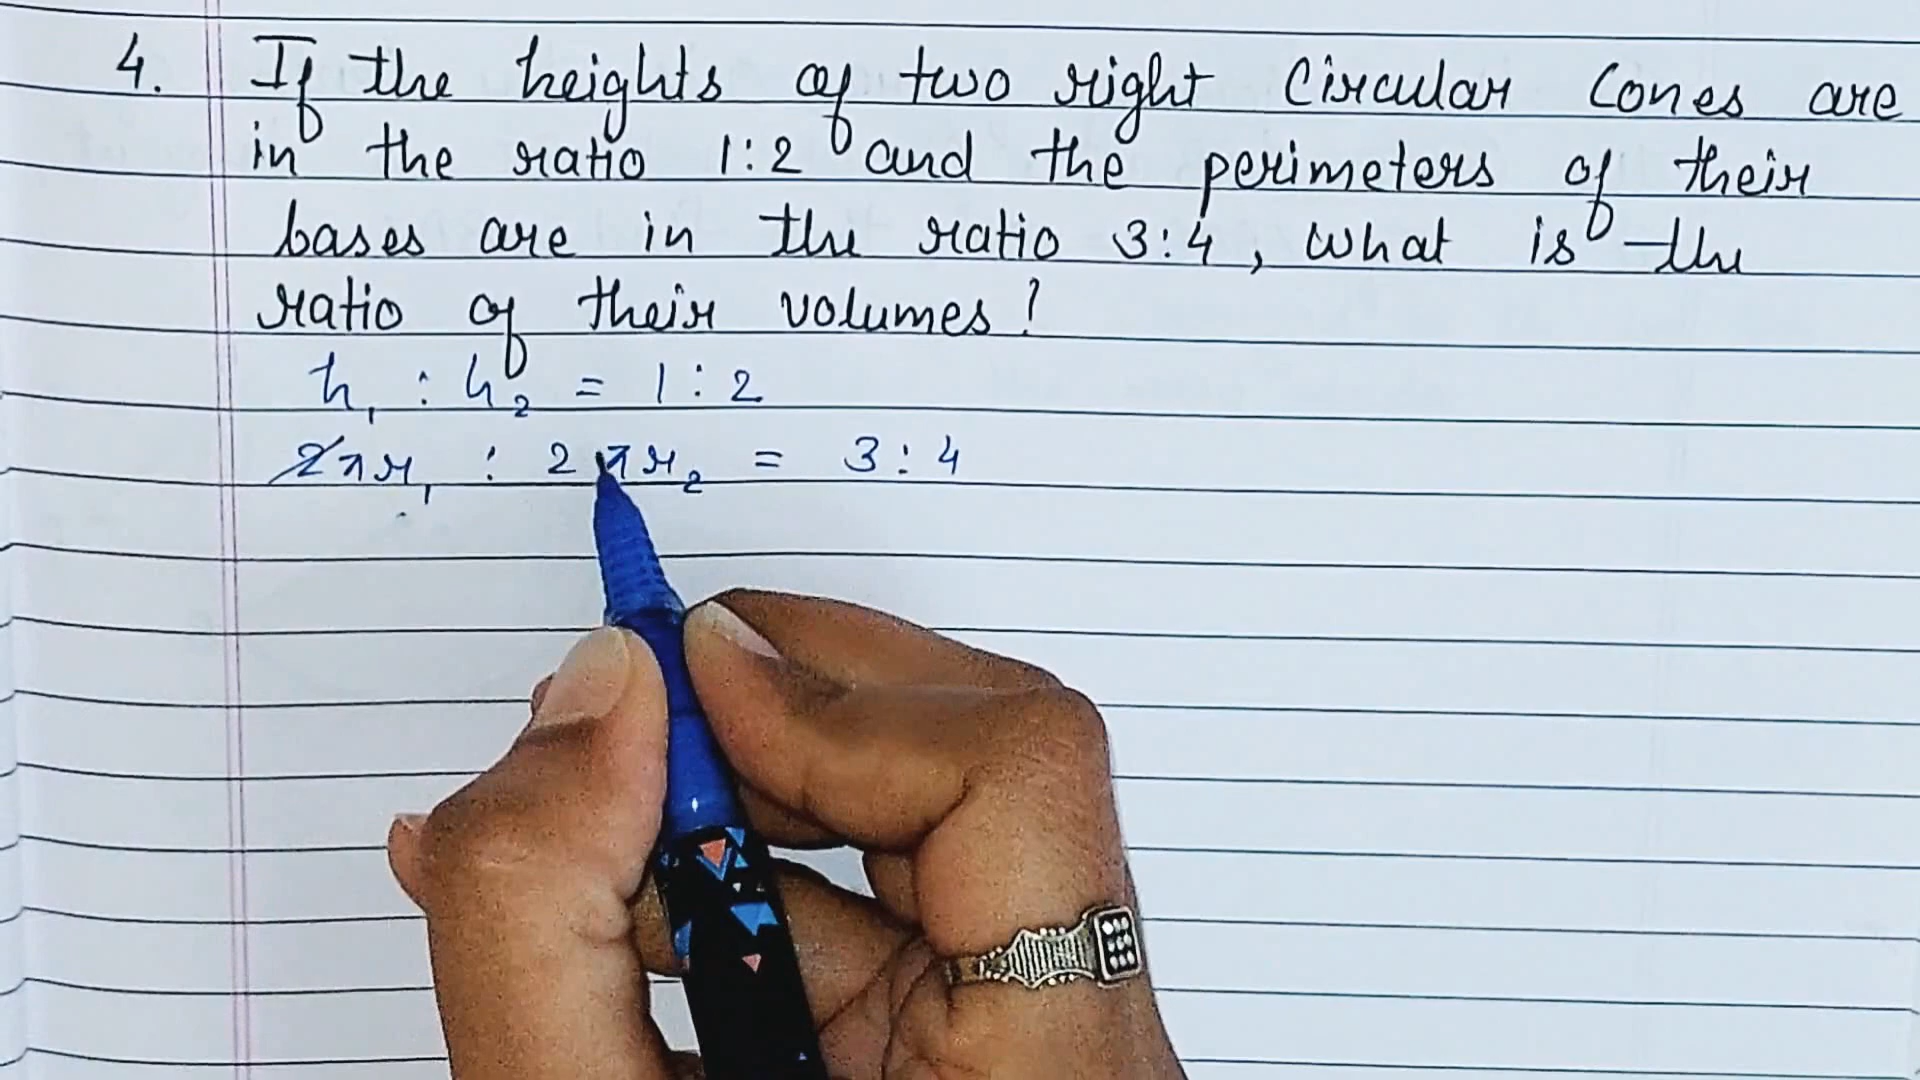 4. If the heights of two right Circular Cones are
in the ratio 1:2 and the perimeters of their
bases are in the ratio 3:4, what is the
ratio of their volumes?
h₁ : h₂ = 1:2
2πr₁ : 2πr₂ = 3:4